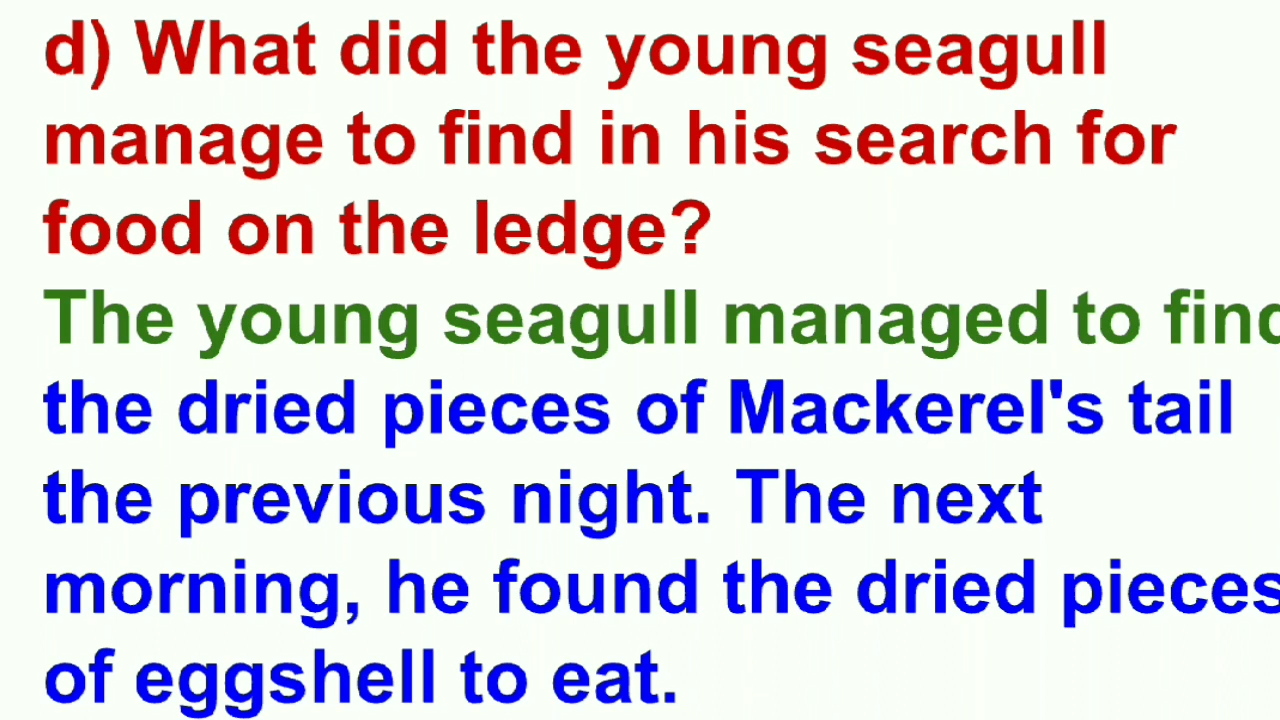 d) What did the young seagull
manage to find in his search for
food on the ledge?
The young seagull managed to find
the dried pieces of Mackerel's tail
the previous night. The next
morning, he found the dried pieces
of eggshell to eat.